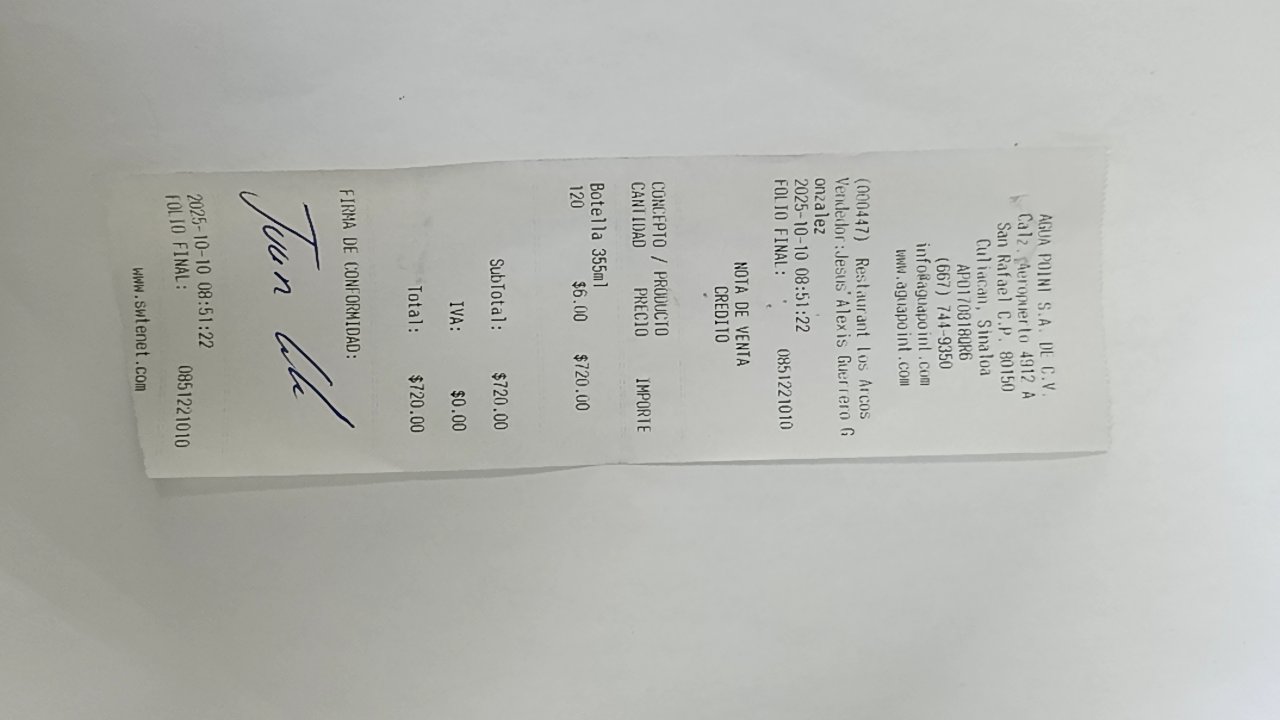 AGUA POINT S.A. DE C.V.
Calz. Aeropuerto 4912 A
San Rafael C.P. 80150
Culiacan, Sinaloa
APO170818QR6
(667) 744-9350
info@aguapoint.com
www.aguapoint.com
(000447) Restaurant Los Arcos
Vendedor:Jesus Alexis Guerrero G
onzalez
2025-10-10 08:51:22
FOLIO FINAL: 0851221010
NOTA DE VENTA
CREDITO
CONCEPTO / PRODUCTO
CANTIDAD PRECIO IMPORTE
Botella 355ml
120 $6.00 $720.00
SubTotal: $720.00
IVA: $0.00
Total: $720.00
FIRMA DE CONFORMIDAD:
Juan
2025-10-10 08:51:22
FOLIO FINAL: 0851221010
www.swtenet.com